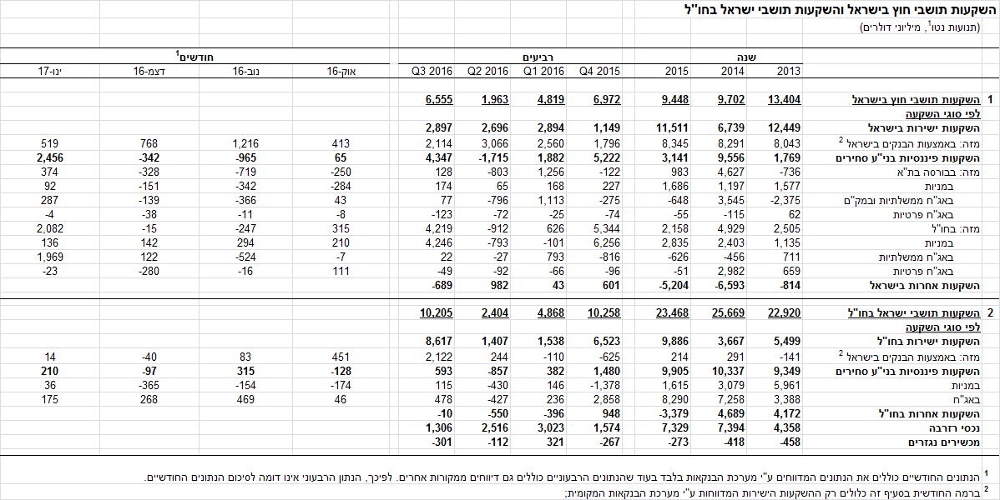 השקעות תושבי חוץ בישראל והשקעות תושבי ישראל בחו"ל
(תנועות נטו1, מיליוני דולרים)
שנה רביעים חודשים1
2013 2014 2015 Q4 2015 Q1 2016 Q2 2016 Q3 2016 אוק-16 נוב-16 דצמ-16 ינו-17
1 השקעות תושבי חוץ בישראל 13,404 9,702 9,448 6,972 4,819 1,963 6,555
לפי סוגי השקעה
השקעות ישירות בישראל 12,449 6,739 11,511 1,149 2,894 2,696 2,897
מזה: באמצעות הבנקים בישראל 2 8,043 8,291 8,345 1,796 2,560 3,066 2,114 413 1,216 768 519
השקעות פיננסיות בני"ע סחירים 1,769 9,556 3,141 5,222 1,882 -1,715 4,347 65 -965 -342 2,456
מזה: בבורסה בת"א -736 4,627 983 -122 1,256 -803 128 -250 -719 -328 374
במניות 1,577 1,197 1,686 227 168 65 174 -284 -342 -151 92
באג"ח ממשלתיות ובמק"ם -2,375 3,545 -648 -275 1,113 -796 77 43 -366 -139 287
באג"ח פרטיות 62 -115 -55 -74 -25 -72 -123 -8 -11 -38 -4
מזה: בחו"ל 2,505 4,929 2,158 5,344 626 -912 4,219 315 -247 -15 2,082
במניות 1,135 2,403 2,835 6,256 -101 -793 4,246 210 294 142 136
באג"ח ממשלתיות 711 -456 -626 -816 793 -27 22 -7 -524 122 1,969
באג"ח פרטיות 659 2,982 -51 -96 -66 -92 -49 111 -16 -280 -23
השקעות אחרות בישראל -814 -6,593 -5,204 601 43 982 -689
2 השקעות תושבי ישראל בחו"ל 22,920 25,669 23,468 10,258 4,868 2,404 10,205
לפי סוגי השקעה
השקעות ישירות בחו"ל 5,499 3,667 9,886 6,523 1,538 1,407 8,617
מזה: באמצעות הבנקים בישראל 2 -141 291 214 -625 -110 244 2,122 451 83 -40 14
השקעות פיננסיות בני"ע סחירים 9,349 10,337 9,905 1,480 382 -857 593 -128 315 -97 210
במניות 5,961 3,079 1,615 -1,378 146 -430 115 -174 -154 -365 36
באג"ח 3,388 7,258 8,290 2,858 236 -427 478 46 469 268 175
השקעות אחרות בחו"ל 4,172 4,689 -3,379 948 -396 -550 -10
נכסי רזרבה 4,358 7,394 7,329 1,574 3,023 2,516 1,306
מכשירים נגזרים -458 -418 -273 -267 321 -112 -301
1 הנתונים החודשיים כוללים את הנתונים המדווחים ע"י מערכת הבנקאות בלבד בעוד שהנתונים הרבעוניים כוללים גם דיווחים ממקורות אחרים. לפיכך, הנתון הרבעוני אינו דומה לסיכום הנתונים החודשיים.
2 ברמה החודשית בסעיף זה כלולים רק ההשקעות הישירות המדווחות ע"י מערכת הבנקאות המקומית;